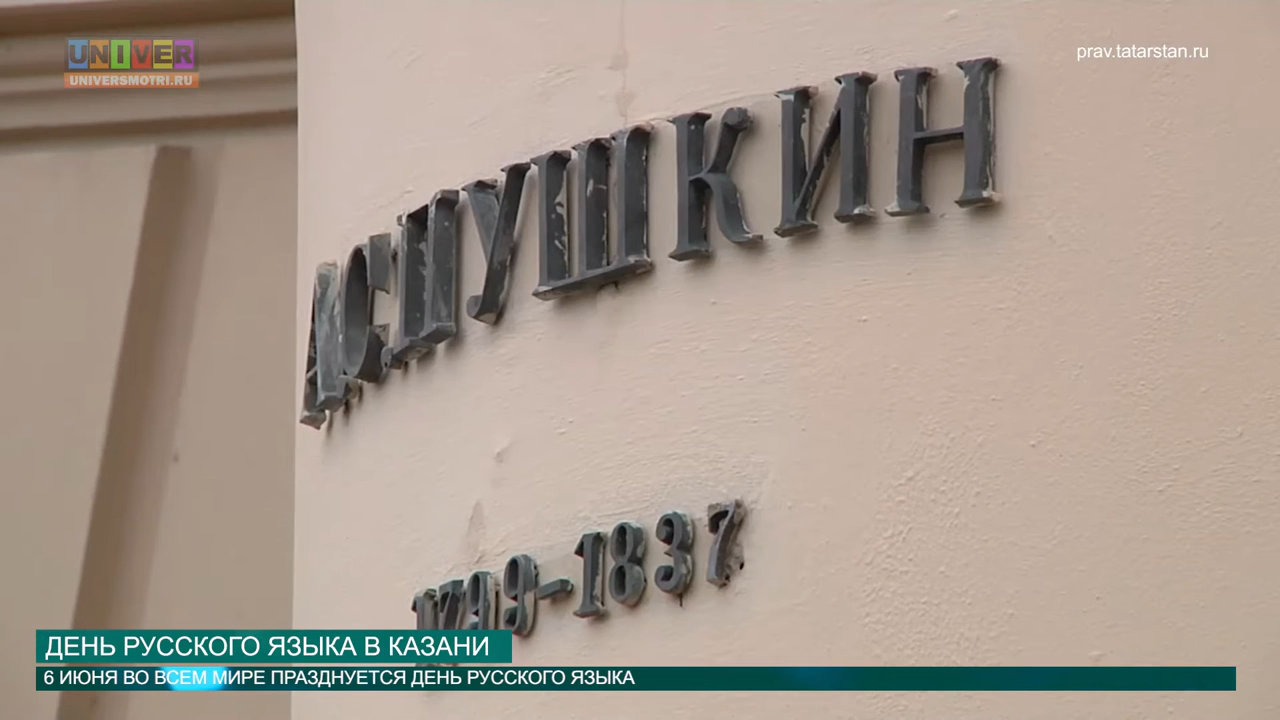 UNIVER
UNIVERSMOTRI.RU
prav.tatarstan.ru
А.С.ПУШКИН
1799-1837
ДЕНЬ РУССКОГО ЯЗЫКА В КАЗАНИ
6 ИЮНЯ ВО ВСЕМ МИРЕ ПРАЗДНУЕТСЯ ДЕНЬ РУССКОГО ЯЗЫКА